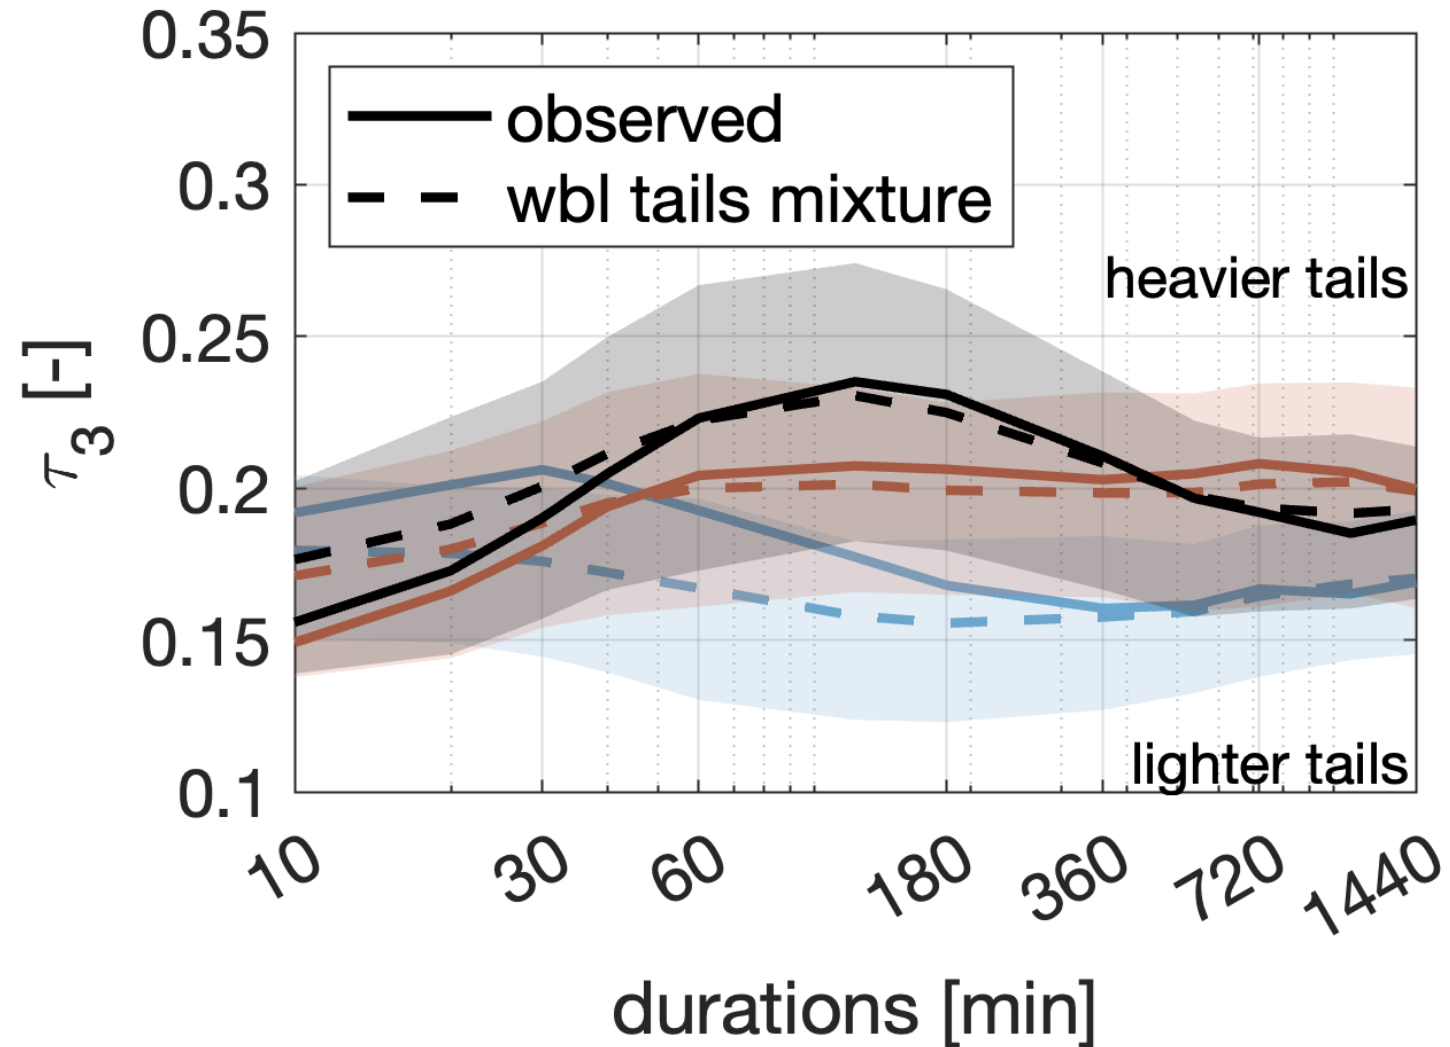 0.35
0.3
0.25
0.2
0.15
0.1
τ3 [-]
observed
wbl tails mixture
heavier tails
lighter tails
10 30 60 180 360 720 1440
durations [min]